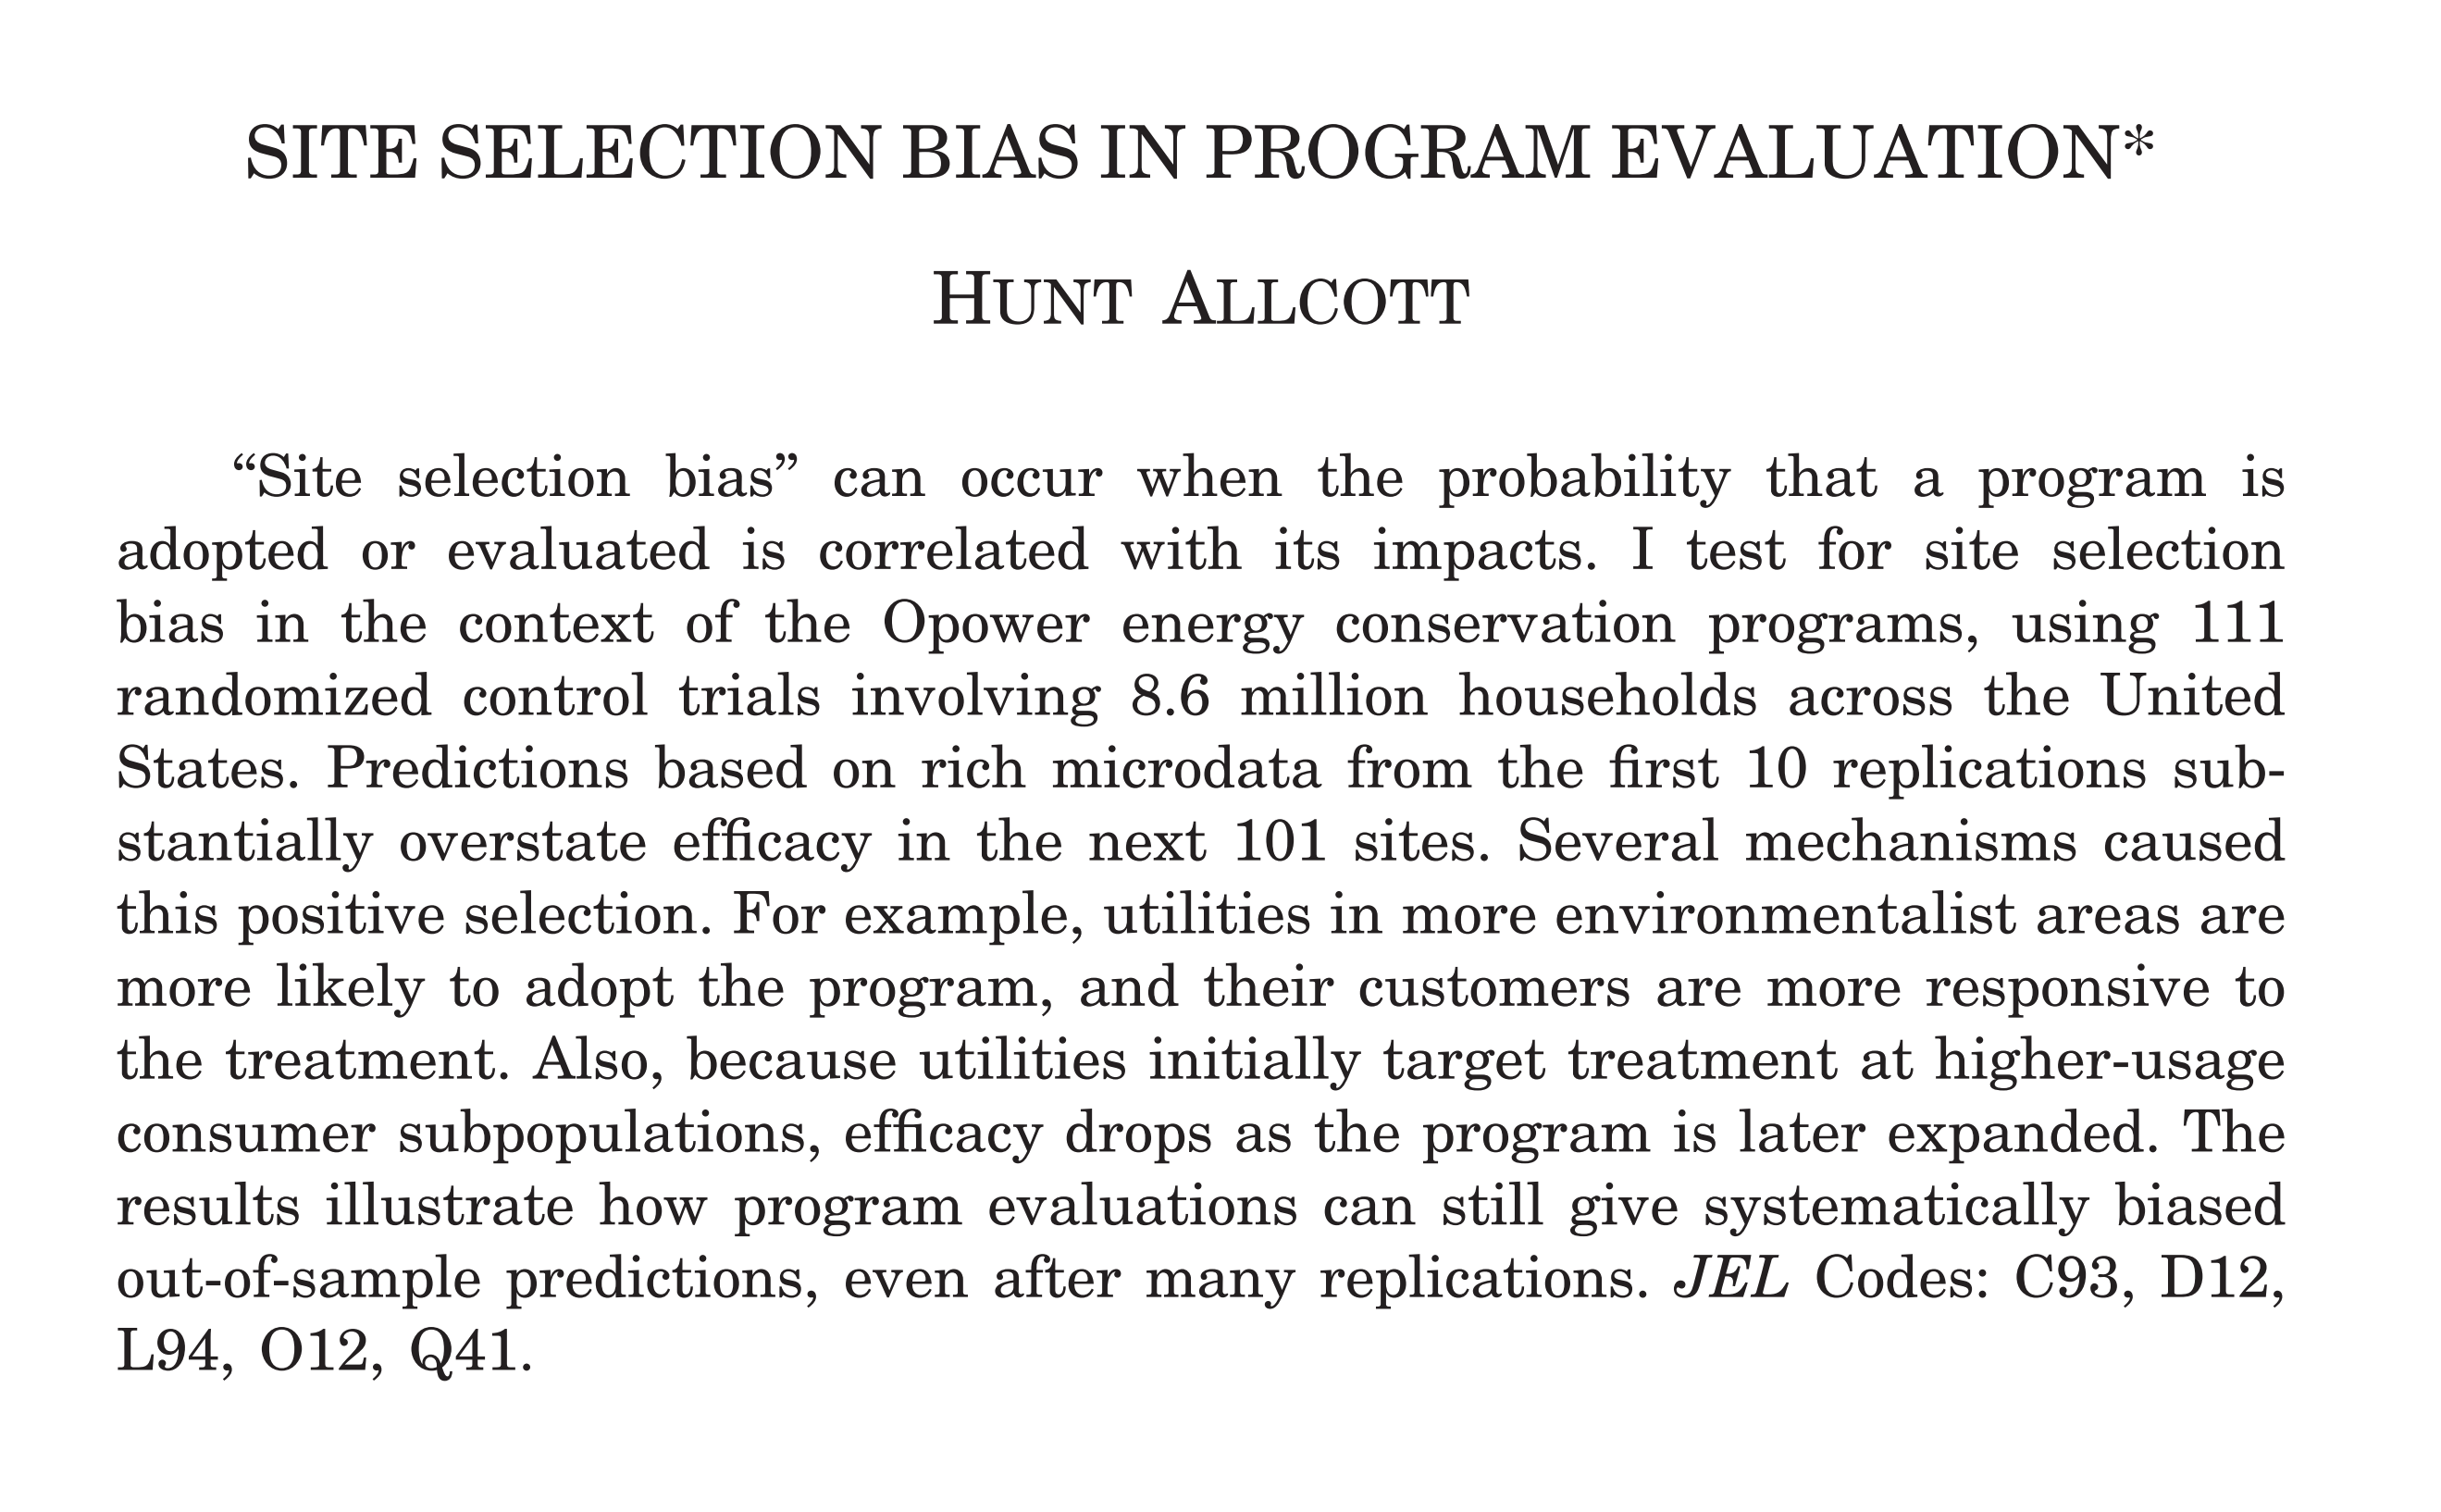 SITE SELECTION BIAS IN PROGRAM EVALUATION*
HUNT ALLCOTT
“Site selection bias” can occur when the probability that a program is
adopted or evaluated is correlated with its impacts. I test for site selection
bias in the context of the Opower energy conservation programs, using 111
randomized control trials involving 8.6 million households across the United
States. Predictions based on rich microdata from the first 10 replications sub-
stantially overstate efficacy in the next 101 sites. Several mechanisms caused
this positive selection. For example, utilities in more environmentalist areas are
more likely to adopt the program, and their customers are more responsive to
the treatment. Also, because utilities initially target treatment at higher-usage
consumer subpopulations, efficacy drops as the program is later expanded. The
results illustrate how program evaluations can still give systematically biased
out-of-sample predictions, even after many replications. JEL Codes: C93, D12,
L94, O12, Q41.